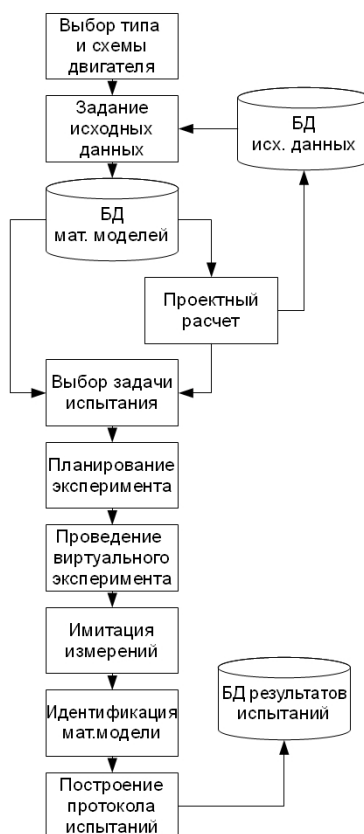 Выбор типа
и схемы
двигателя
Задание
исходных
данных
БД
исх. данных
БД
мат. моделей
Проектный
расчет
Выбор задачи
испытания
Планирование
эксперимента
Проведение
виртуального
эксперимента
Имитация
измерений
Идентификация
мат.модели
БД результатов
испытаний
Построение
протокола
испытаний